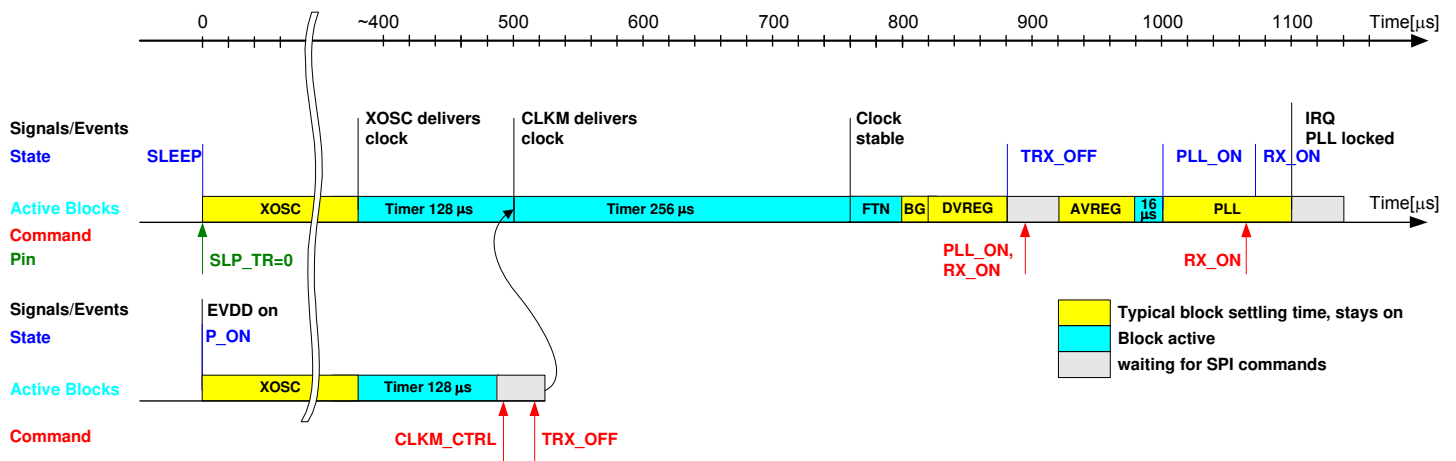 0 ~400 500 600 700 800 900 1000 1100 Time[µs]
Signals/Events
XOSC delivers
clock
CLKM delivers
clock
Clock
stable
IRQ
PLL locked
State SLEEP TRX_OFF PLL_ON RX_ON
Active Blocks XOSC Timer 128 µs Timer 256 µs FTN BG DVREG AVREG 16 µs PLL Time[µs]
Command
PLL_ON,
RX_ON
RX_ON
Pin SLP_TR=0
Signals/Events EVDD on
State P_ON
Active Blocks XOSC Timer 128 µs
Command CLKM_CTRL TRX_OFF
Typical block settling time, stays on
Block active
waiting for SPI commands